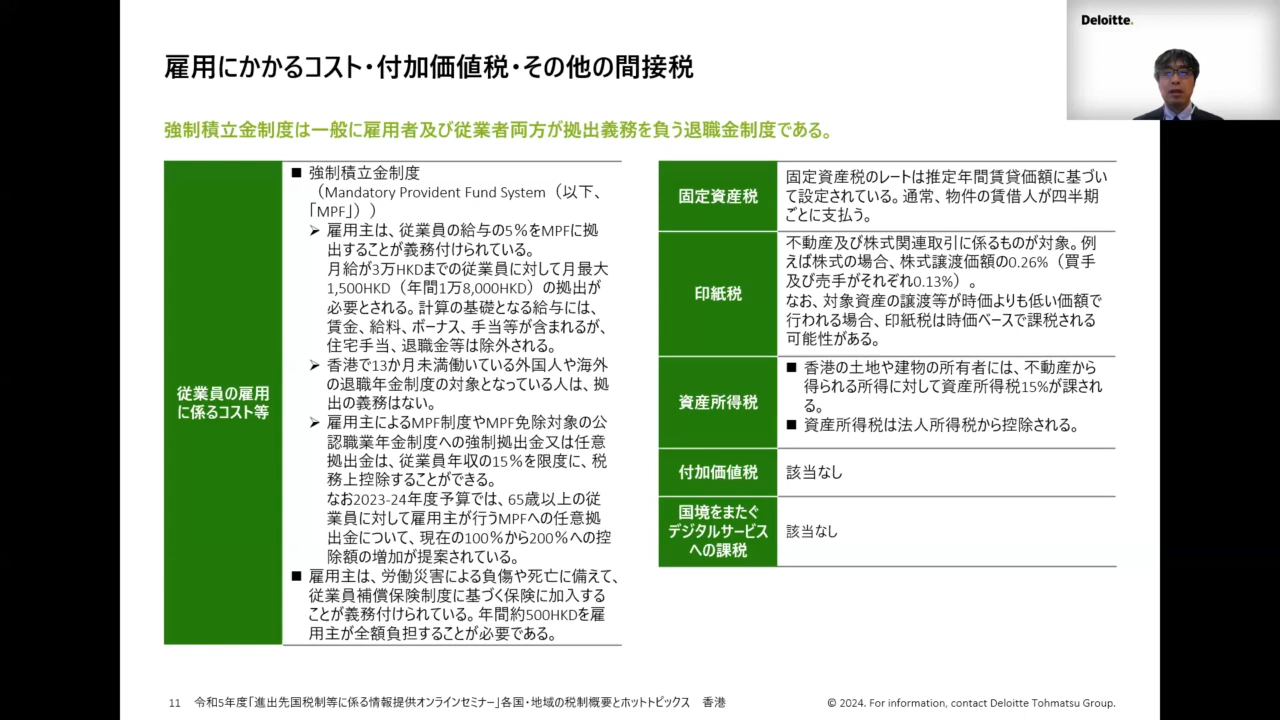 Deloitte.
雇用にかかるコスト・付加価値税・その他の間接税
強制積立金制度は一般に雇用者及び従業者両方が拠出義務を負う退職金制度である。
従業員の雇用
に係るコスト等
■ 強制積立金制度
（Mandatory Provident Fund System（以下、
「MPF」））
➢ 雇用主は、従業員の給与の5％をMPFに拠
出することが義務付けられている。
月給が3万HKDまでの従業員に対して月最大
1,500HKD（年間1万8,000HKD）の拠出が
必要とされる。計算の基礎となる給与には、
賃金、給料、ボーナス、手当等が含まれるが、
住宅手当、退職金等は除外される。
➢ 香港で13か月未満働いている外国人や海外
の退職年金制度の対象となっている人は、拠
出の義務はない。
➢ 雇用主によるMPF制度やMPF免除対象の公
認職業年金制度への強制拠出金又は任意
拠出金は、従業員年収の15％を限度に、税
務上控除することができる。
なお2023-24年度予算では、65歳以上の従
業員に対して雇用主が行うMPFへの任意拠
出金について、現在の100％から200％への控
除額の増加が提案されている。
■ 雇用主は、労働災害による負傷や死亡に備えて、
従業員補償保険制度に基づく保険に加入する
ことが義務付けられている。年間約500HKDを雇
用主が全額負担することが必要である。
固定資産税
固定資産税のレートは推定年間賃貸価額に基づい
て設定されている。通常、物件の賃借人が四半期
ごとに支払う。
印紙税
不動産及び株式関連取引に係るものが対象。例
えば株式の場合、株式譲渡価額の0.26%（買手
及び売手がそれぞれ0.13%）。
なお、対象資産の譲渡等が時価よりも低い価額で
行われる場合、印紙税は時価ベースで課税される
可能性がある。
資産所得税
■ 香港の土地や建物の所有者には、不動産から
得られる所得に対して資産所得税15%が課され
る。
■ 資産所得税は法人所得税から控除される。
付加価値税
該当なし
国境をまたぐ
デジタルサービス
への課税
該当なし
11 令和5年度「進出先国税制等に係る情報提供オンラインセミナー」各国・地域の税制概要とホットトピックス 香港
© 2024. For information, contact Deloitte Tohmatsu Group.